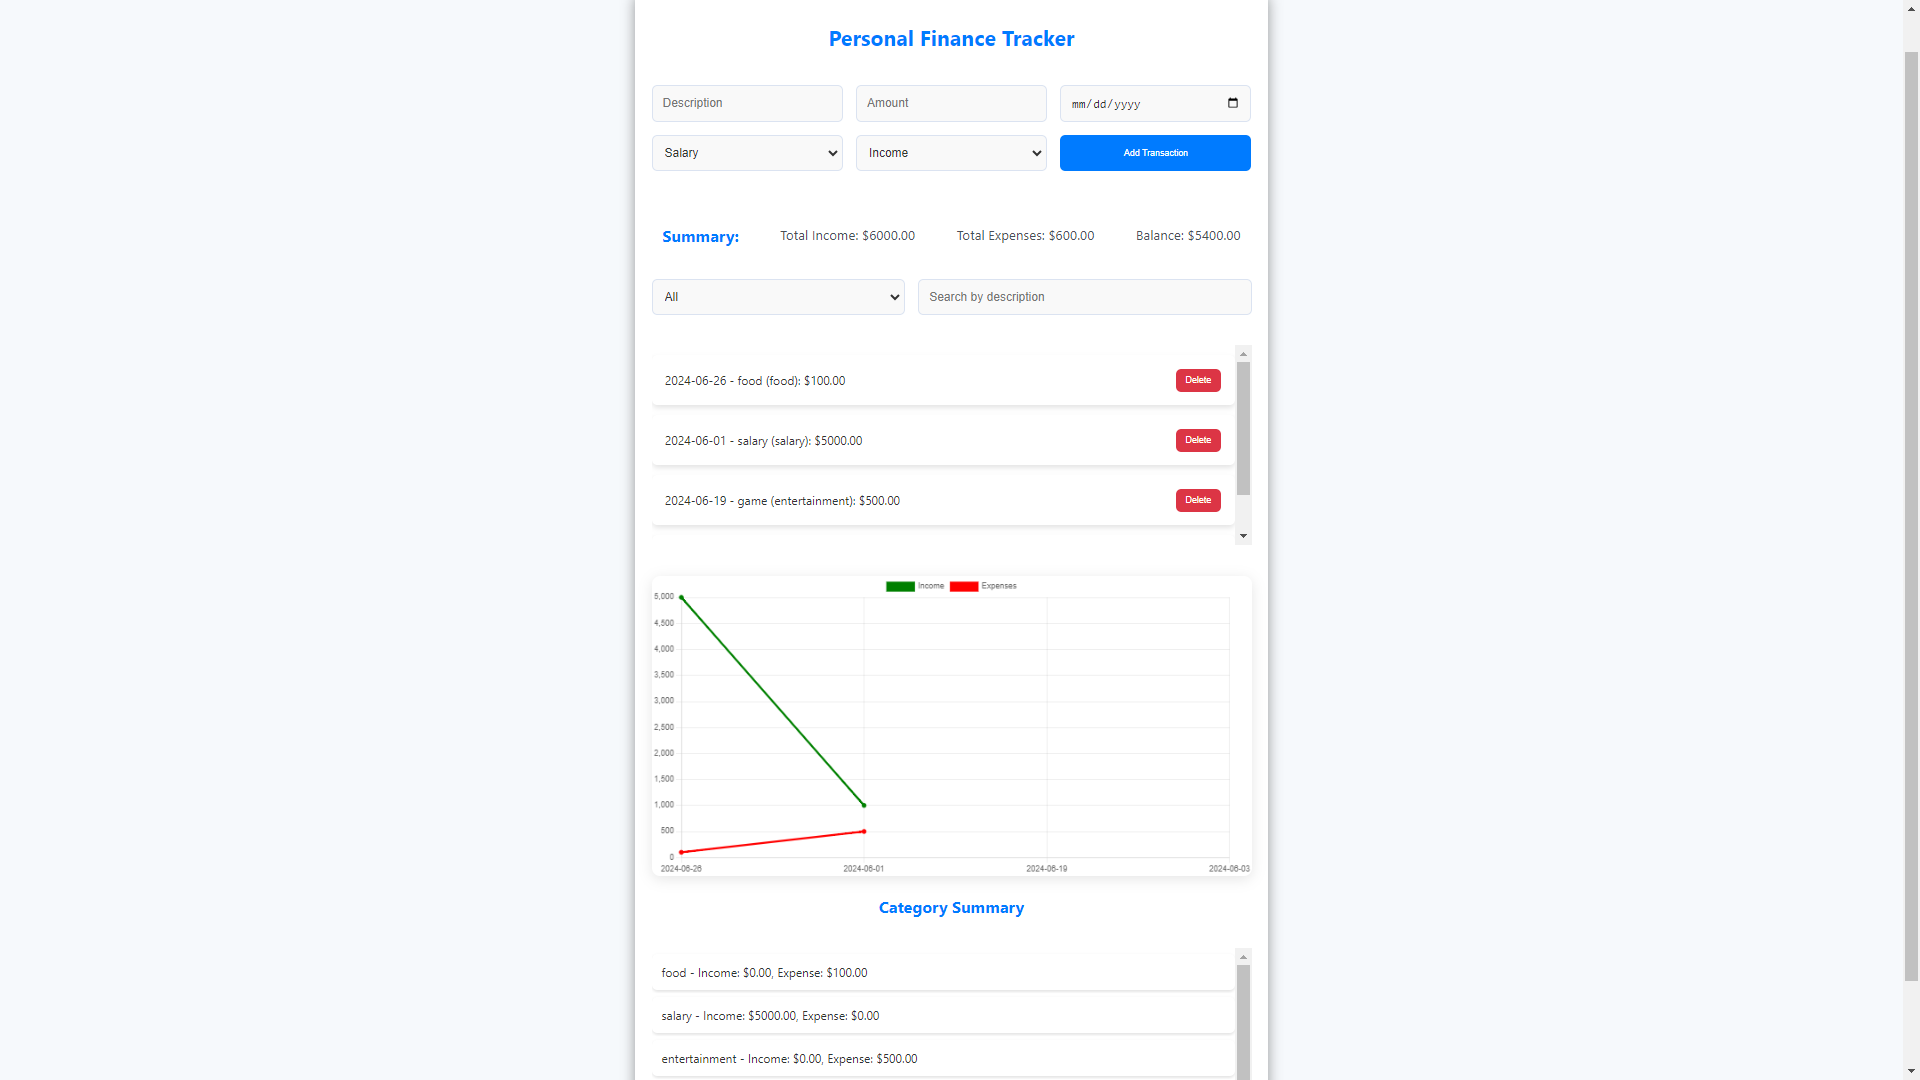 Personal Finance Tracker
Description Amount mm/dd/yyyy
Salary Income Add Transaction
Summary: Total Income: $6000.00 Total Expenses: $600.00 Balance: $5400.00
All Search by description
2024-06-26 - food (food): $100.00 Delete
2024-06-01 - salary (salary): $5000.00 Delete
2024-06-19 - game (entertainment): $500.00 Delete
Income Expenses
5,000
4,500
4,000
3,500
3,000
2,500
2,000
1,500
1,000
500
0
2024-06-26 2024-06-01 2024-06-19 2024-06-03
Category Summary
food - Income: $0.00, Expense: $100.00
salary - Income: $5000.00, Expense: $0.00
entertainment - Income: $0.00, Expense: $500.00